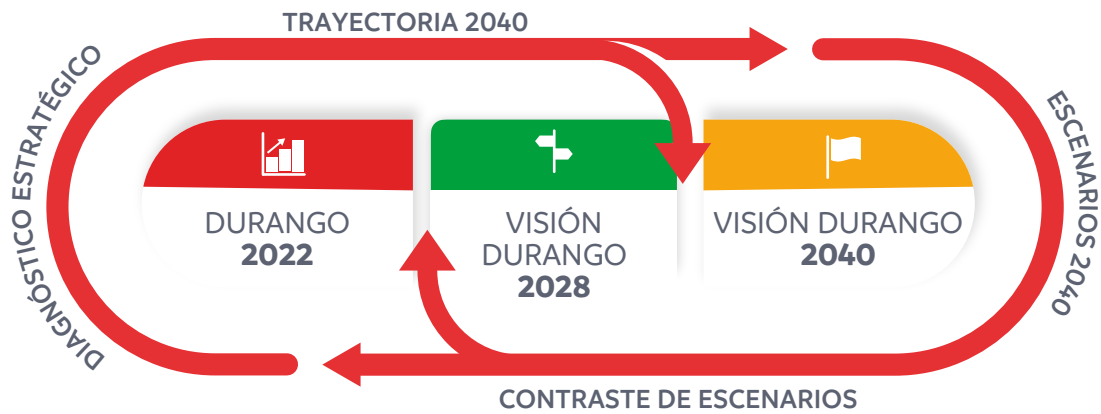 TRAYECTORIA 2040
DIAGNÓSTICO ESTRATÉGICO
DURANGO
2022
VISIÓN
DURANGO
2028
VISIÓN DURANGO
2040
ESCENARIOS 2040
CONTRASTE DE ESCENARIOS